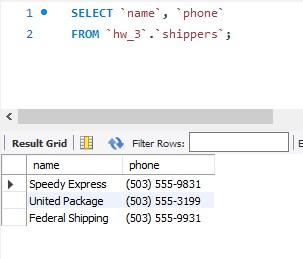 1 SELECT `name`, `phone`
2 FROM `hw_3`.`shippers`;
Result Grid Filter Rows:
name phone
Speedy Express (503) 555-9831
United Package (503) 555-3199
Federal Shipping (503) 555-9931